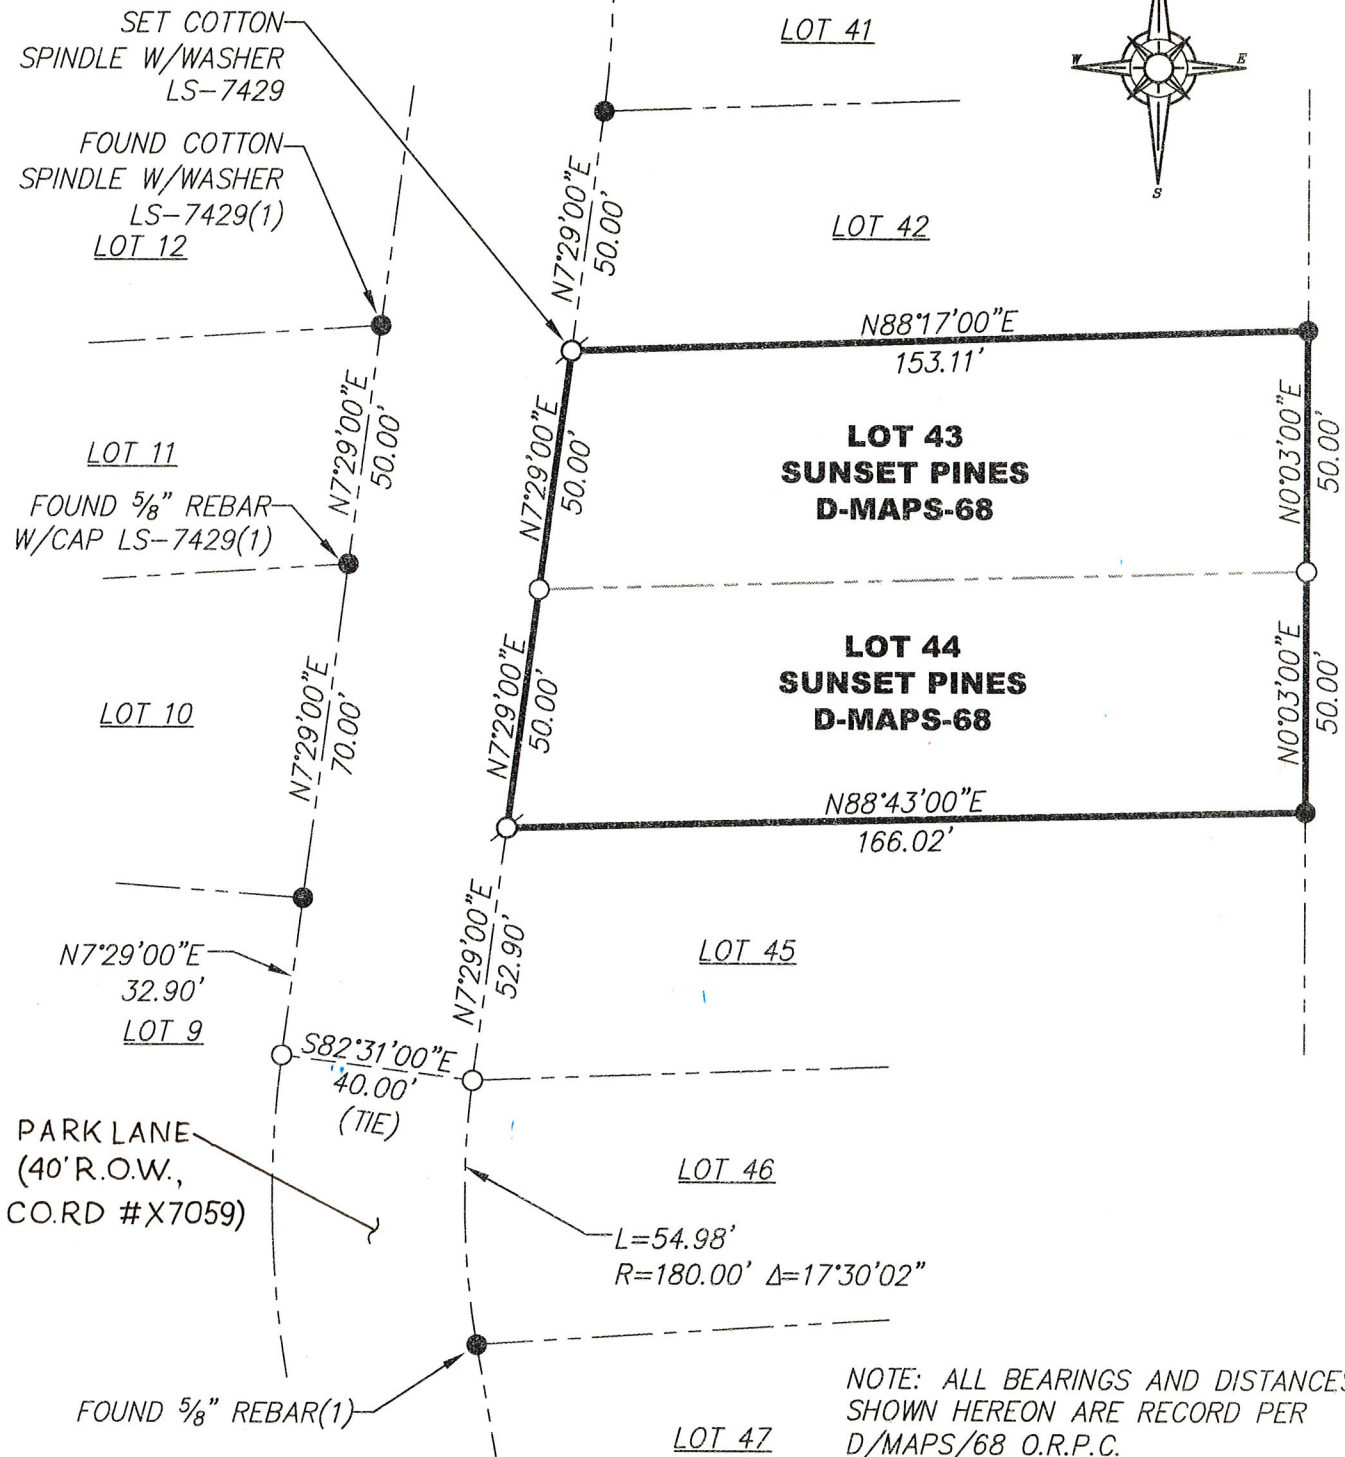 SET COTTON
SPINDLE W/WASHER
LS-7429
LOT 41
W
E
S
FOUND COTTON
SPINDLE W/WASHER
LS-7429(1)
LOT 12
N7°29'00"E
50.00'
LOT 42
N88°17'00"E
153.11'
LOT 11
N7°29'00"E
50.00'
N7°29'00"E
50.00'
LOT 43
SUNSET PINES
D-MAPS-68
N0°03'00"E
50.00'
FOUND 5/8" REBAR
W/CAP LS-7429(1)
LOT 10
N7°29'00"E
70.00'
N7°29'00"E
50.00'
LOT 44
SUNSET PINES
D-MAPS-68
N0°03'00"E
50.00'
N88°43'00"E
166.02'
N7°29'00"E
32.90'
LOT 9
N7°29'00"E
52.90'
LOT 45
S82°31'00"E
40.00'
(TIE)
PARK LANE
(40' R.O.W.,
CO.RD #X7059)
LOT 46
L=54.98'
R=180.00' Δ=17°30'02"
FOUND 5/8" REBAR(1)
LOT 47
NOTE: ALL BEARINGS AND DISTANCES
SHOWN HEREON ARE RECORD PER
D/MAPS/68 O.R.P.C.